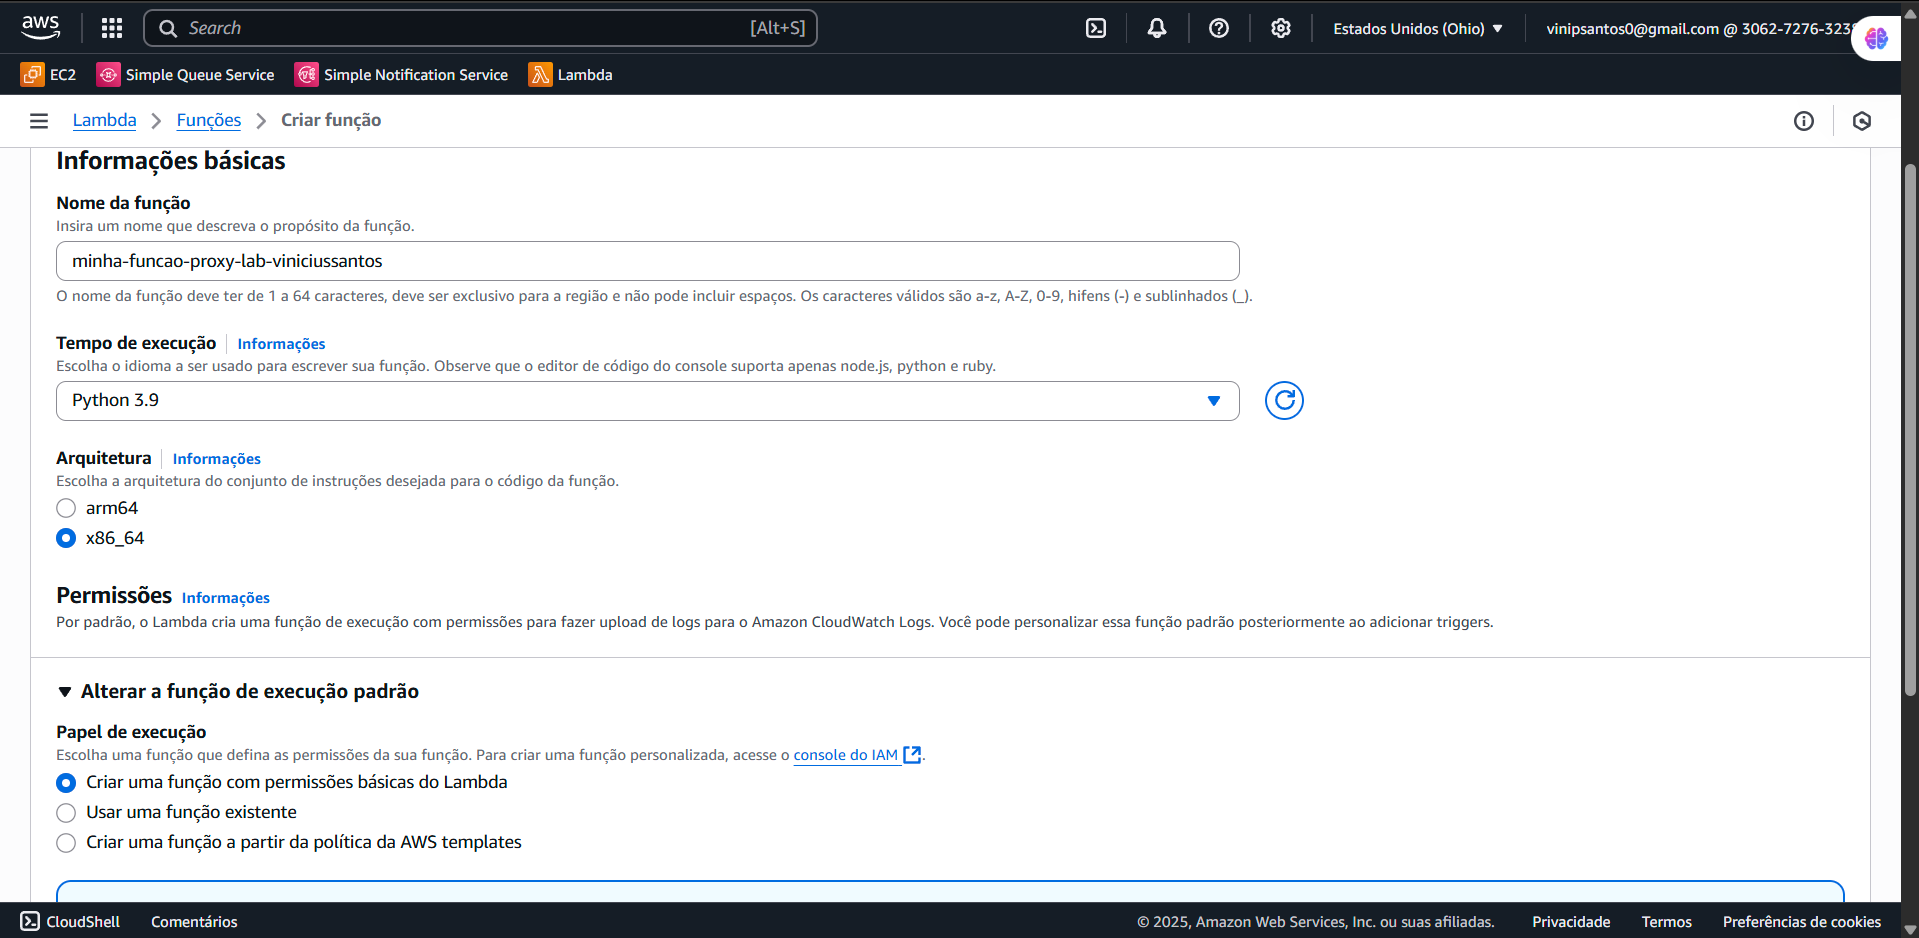 aws
Search [Alt+S]
Estados Unidos (Ohio)
vinipsantos0@gmail.com @ 3062-7276-323
EC2
Simple Queue Service
Simple Notification Service
Lambda
Lambda > Funções > Criar função
Informações básicas
Nome da função
Insira um nome que descreva o propósito da função.
minha-funcao-proxy-lab-viniciussantos
O nome da função deve ter de 1 a 64 caracteres, deve ser exclusivo para a região e não pode incluir espaços. Os caracteres válidos são a-z, A-Z, 0-9, hifens (-) e sublinhados (_).
Tempo de execução Informações
Escolha o idioma a ser usado para escrever sua função. Observe que o editor de código do console suporta apenas node.js, python e ruby.
Python 3.9
Arquitetura Informações
Escolha a arquitetura do conjunto de instruções desejada para o código da função.
arm64
x86_64
Permissões Informações
Por padrão, o Lambda cria uma função de execução com permissões para fazer upload de logs para o Amazon CloudWatch Logs. Você pode personalizar essa função padrão posteriormente ao adicionar triggers.
Alterar a função de execução padrão
Papel de execução
Escolha uma função que defina as permissões da sua função. Para criar uma função personalizada, acesse o console do IAM.
Criar uma função com permissões básicas do Lambda
Usar uma função existente
Criar uma função a partir da política da AWS templates
CloudShell
Comentários
© 2025, Amazon Web Services, Inc. ou suas afiliadas.
Privacidade
Termos
Preferências de cookies